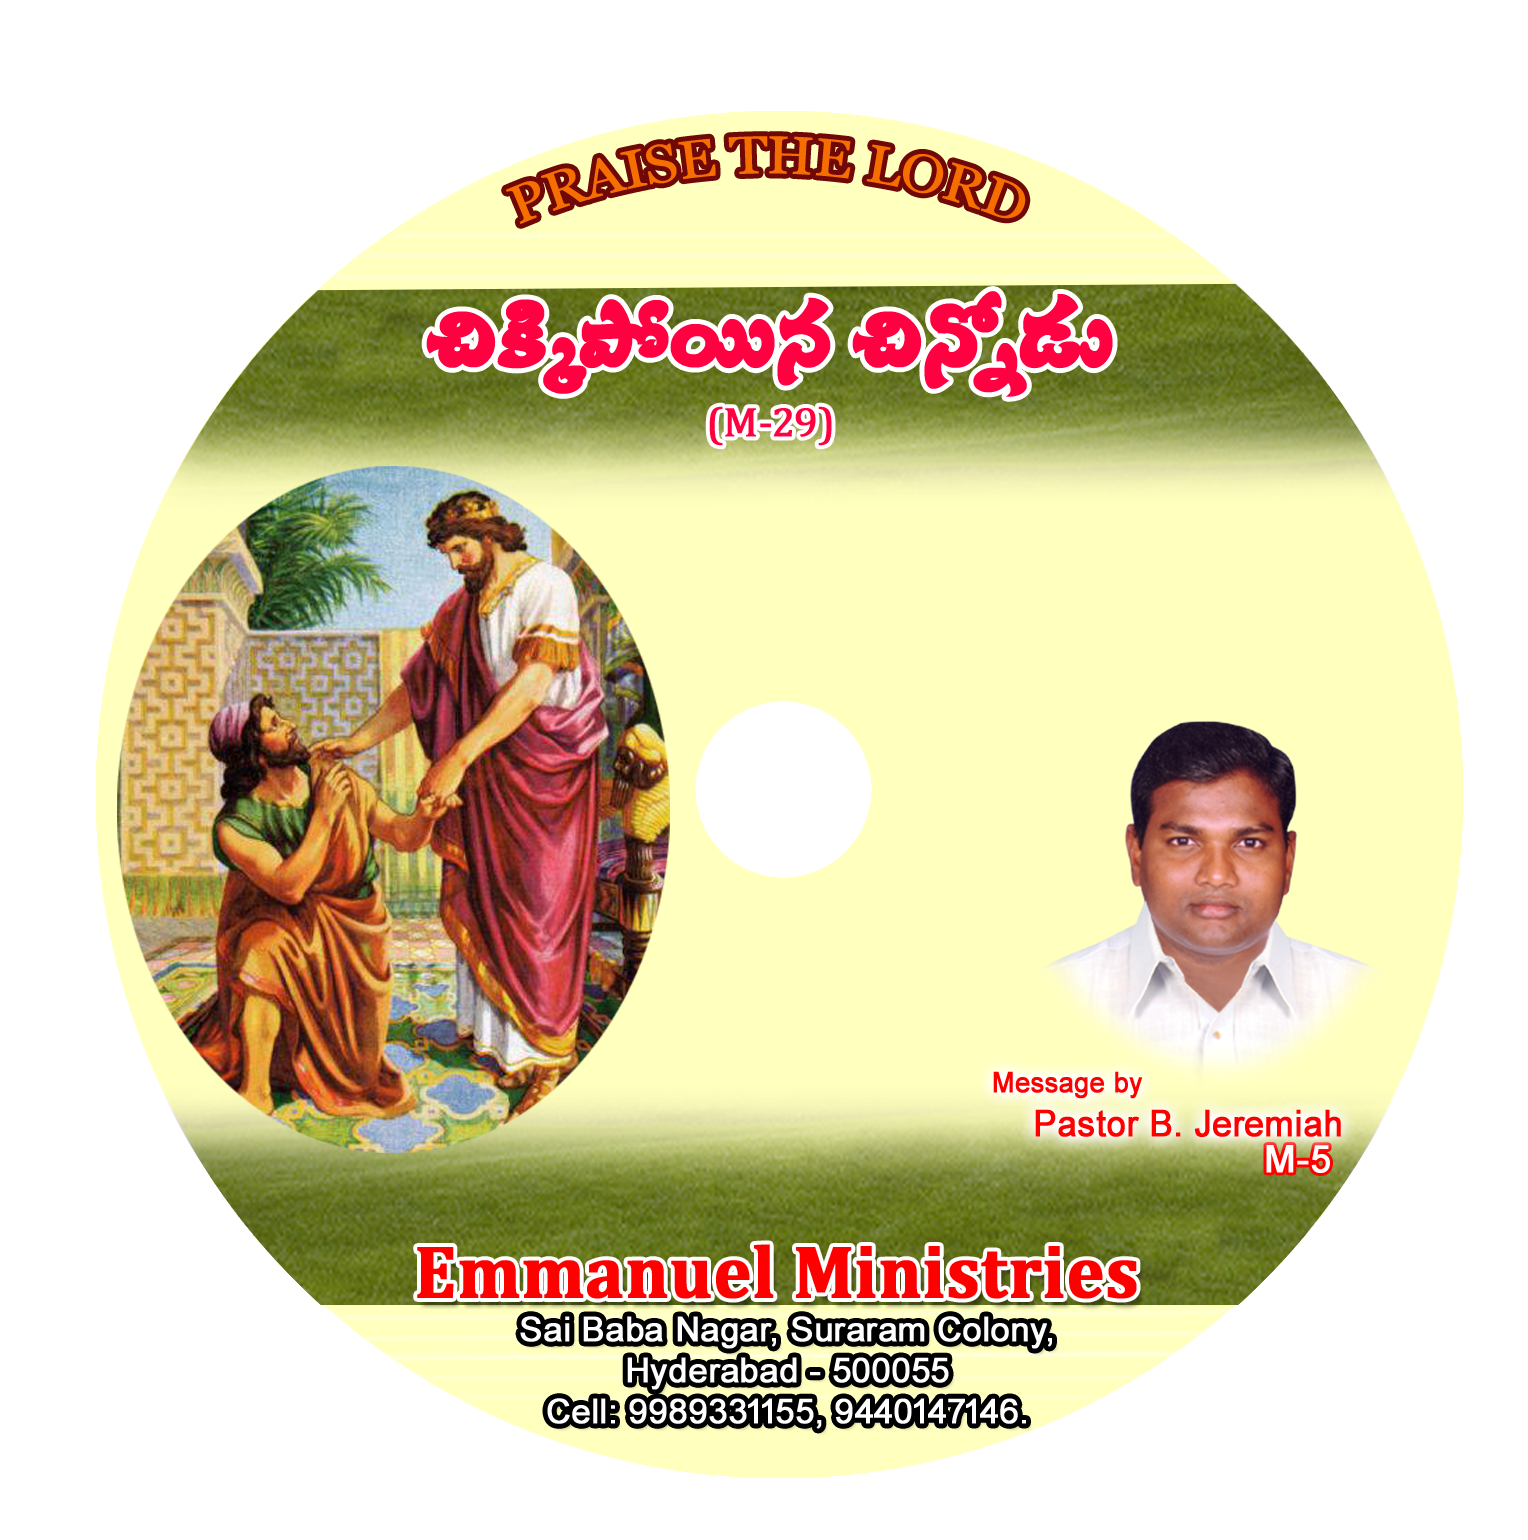 PRAISE THE LORD
చిక్కిపోయిన చిన్నోడు
(M-29)
Message by
Pastor B. Jeremiah
M-5
Emmanuel Ministries
Sai Baba Nagar, Suraram Colony,
Hyderabad - 500055
Cell: 9989331155, 9440147146.